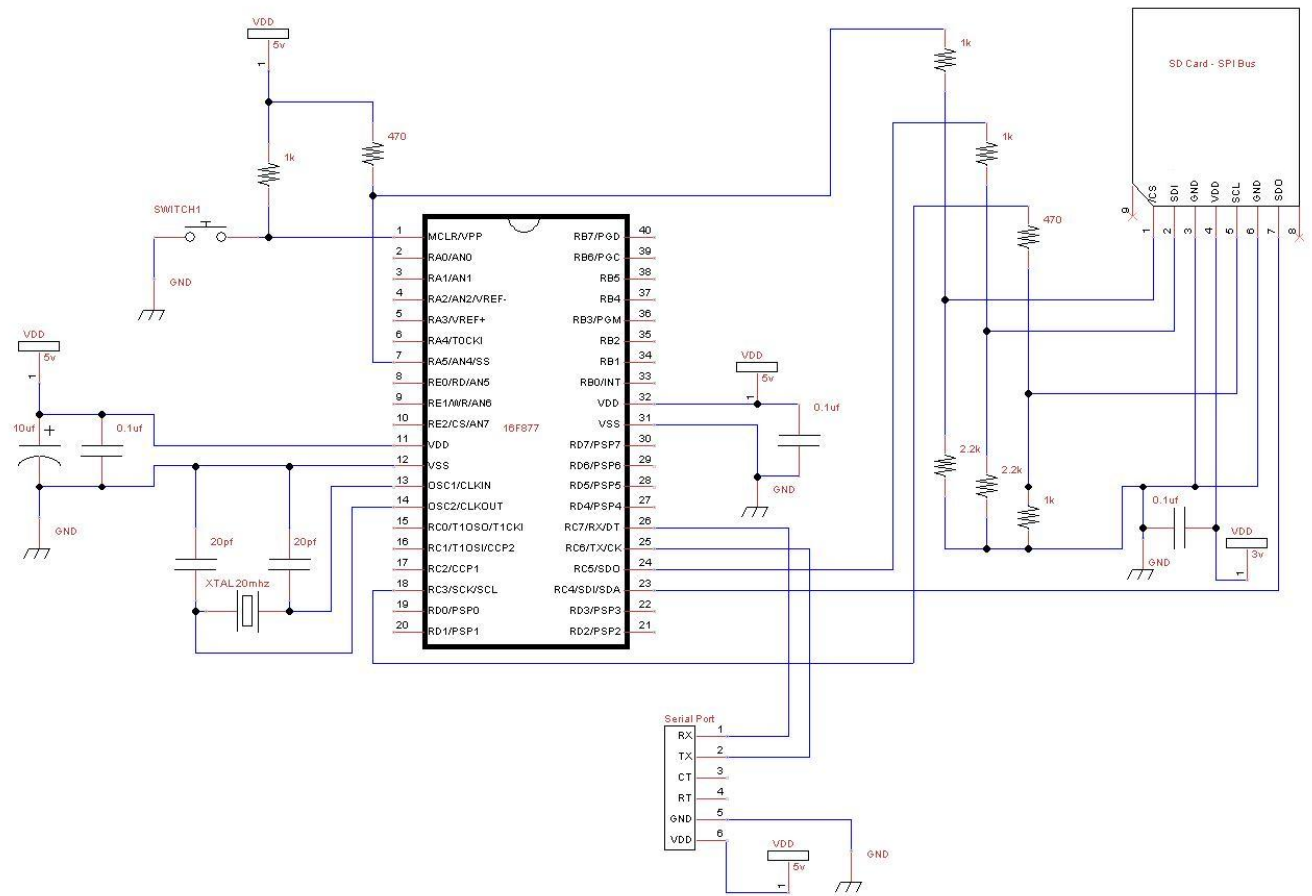 VDD
5v
1
1k
470
SWITCH1
GND
VDD
5v
1
10uf
+
0.1uf
GND
20pf
20pf
XTAL20mhz
16F877
1 MCLR/VPP
2 RA0/AN0
3 RA1/AN1
4 RA2/AN2/VREF-
5 RA3/VREF+
6 RA4/TOCKI
7 RA5/AN4/SS
8 RE0/RD/AN5
9 RE1/WR/AN6
10 RE2/CS/AN7
11 VDD
12 VSS
13 OSC1/CLKIN
14 OSC2/CLKOUT
15 RC0/T1OSO/T1CKI
16 RC1/T1OSI/CCP2
17 RC2/CCP1
18 RC3/SCK/SCL
19 RD0/PSP0
20 RD1/PSP1
RB7/PGD 40
RB6/PGC 39
RB5 38
RB4 37
RB3/PGM 36
RB2 35
RB1 34
RB0/INT 33
VDD 32
VSS 31
RD7/PSP7 30
RD6/PSP6 29
RD5/PSP5 28
RD4/PSP4 27
RC7/RX/DT 26
RC6/TX/CK 25
RC5/SDO 24
RC4/SDI/SDA 23
RD3/PSP3 22
RD2/PSP2 21
VDD
5v
1
0.1uf
GND
1k
1k
470
2.2k
2.2k
1k
SD Card - SPI Bus
9
/CS 1
SDI 2
GND 3
VDD 4
SCL 5
GND 6
SDO 7
8
0.1uf
GND
VDD
3v
1
Serial Port
RX 1
TX 2
CT 3
RT 4
GND 5
VDD 6
VDD
5v
1
GND